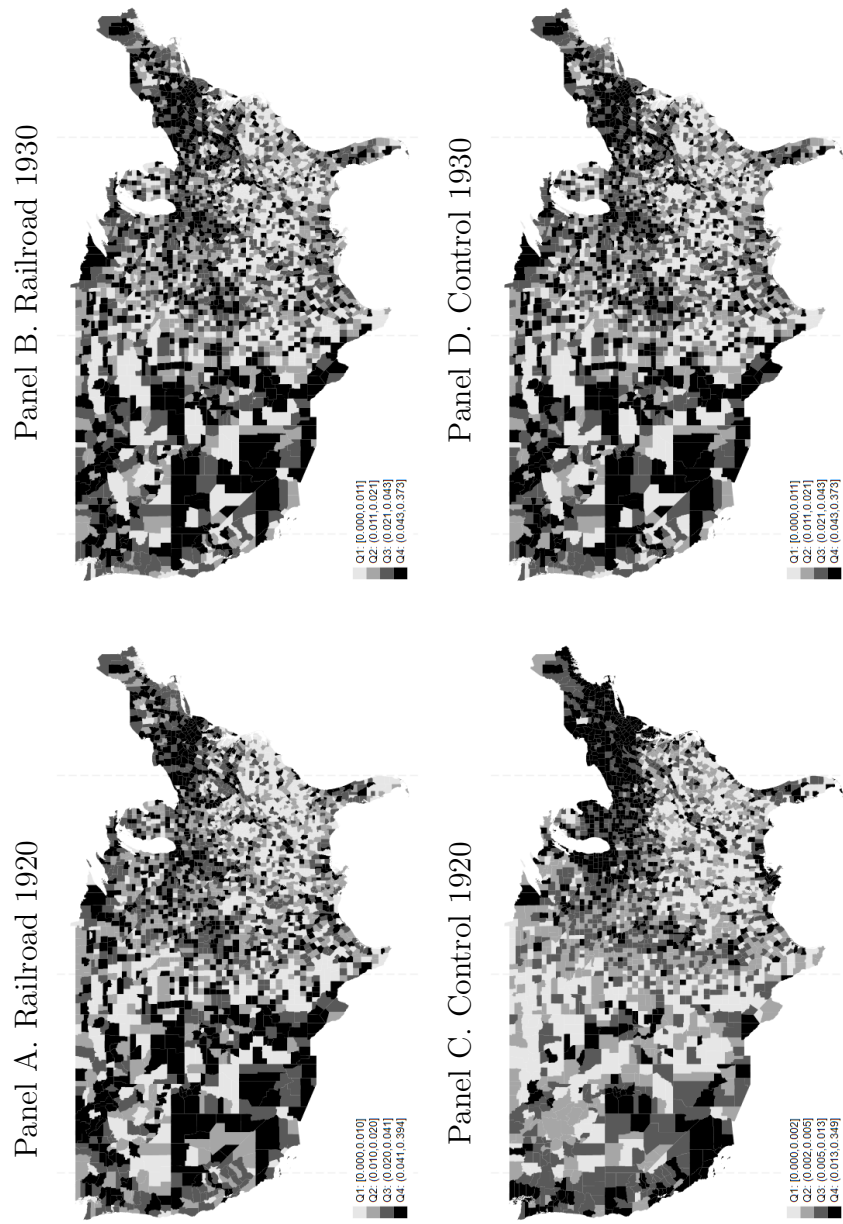 Panel A. Railroad 1920
Q1: [0.000,0.010]
Q2: (0.010,0.020]
Q3: (0.020,0.041]
Q4: (0.041,0.394]
Panel B. Railroad 1930
Q1: [0.000,0.011]
Q2: (0.011,0.021]
Q3: (0.021,0.043]
Q4: (0.043,0.373]
Panel C. Control 1920
Q1: [0.000,0.002]
Q2: (0.002,0.005]
Q3: (0.005,0.013]
Q4: (0.013,0.349]
Panel D. Control 1930
Q1: [0.000,0.011]
Q2: (0.011,0.021]
Q3: (0.021,0.043]
Q4: (0.043,0.373]